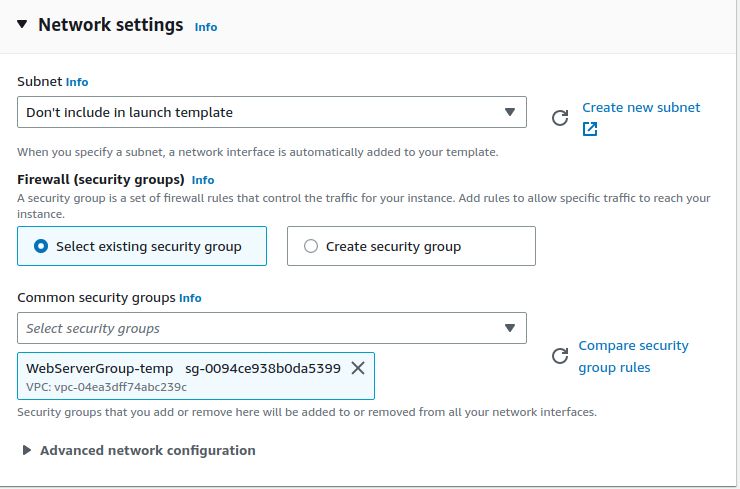 Network settings Info
Subnet Info
Don't include in launch template
Create new subnet
When you specify a subnet, a network interface is automatically added to your template.
Firewall (security groups) Info
A security group is a set of firewall rules that control the traffic for your instance. Add rules to allow specific traffic to reach your
instance.
Select existing security group
Create security group
Common security groups Info
Select security groups
Compare security
group rules
WebServerGroup-temp sg-0094ce938b0da5399
VPC: vpc-04ea3dff74abc239c
Security groups that you add or remove here will be added to or removed from all your network interfaces.
Advanced network configuration